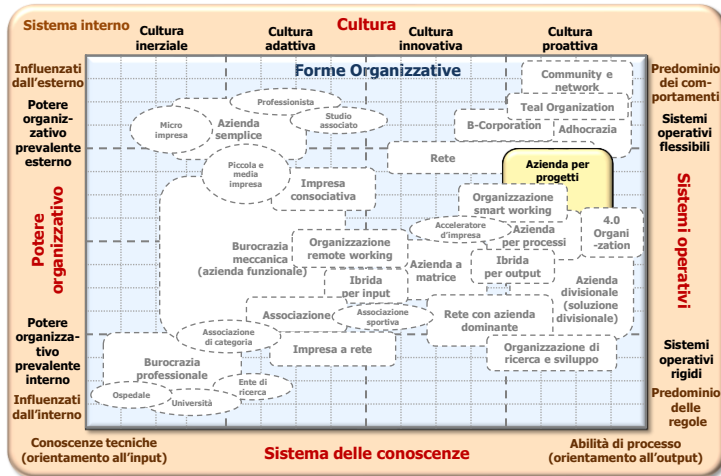 Sistema interno
Cultura
Cultura
inerziale
Cultura
adattiva
Cultura
innovativa
Cultura
proattiva
Influenzati
dall'esterno
Potere
organiz-
zativo
prevalente
esterno
Potere
organizzativo
Potere
organizza-
tivo
prevalente
interno
Influenzati
dall'interno
Forme Organizzative
Community e
network
Teal Organization
B-Corporation
Adhocrazia
Professionista
Micro
impresa
Azienda
semplice
Studio
associato
Rete
Azienda per
progetti
Piccola e
media
impresa
Impresa
consociativa
Organizzazione
smart working
Acceleratore
d'impresa
Azienda
per processi
4.0
Organi
-zation
Burocrazia
meccanica
(azienda funzionale)
Organizzazione
remote working
Azienda a
matrice
Ibrida
per output
Ibrida
per input
Azienda
divisionale
(soluzione
divisionale)
Associazione
Associazione
sportiva
Rete con azienda
dominante
Associazione
di categoria
Impresa a rete
Organizzazione di
ricerca e sviluppo
Burocrazia
professionale
Ente di
ricerca
Ospedale
Università
Predominio
dei com-
portamenti
Sistemi
operativi
flessibili
Sistemi operativi
Sistemi
operativi
rigidi
Predominio
delle
regole
Conoscenze tecniche
(orientamento all'input)
Sistema delle conoscenze
Abilità di processo
(orientamento all'output)